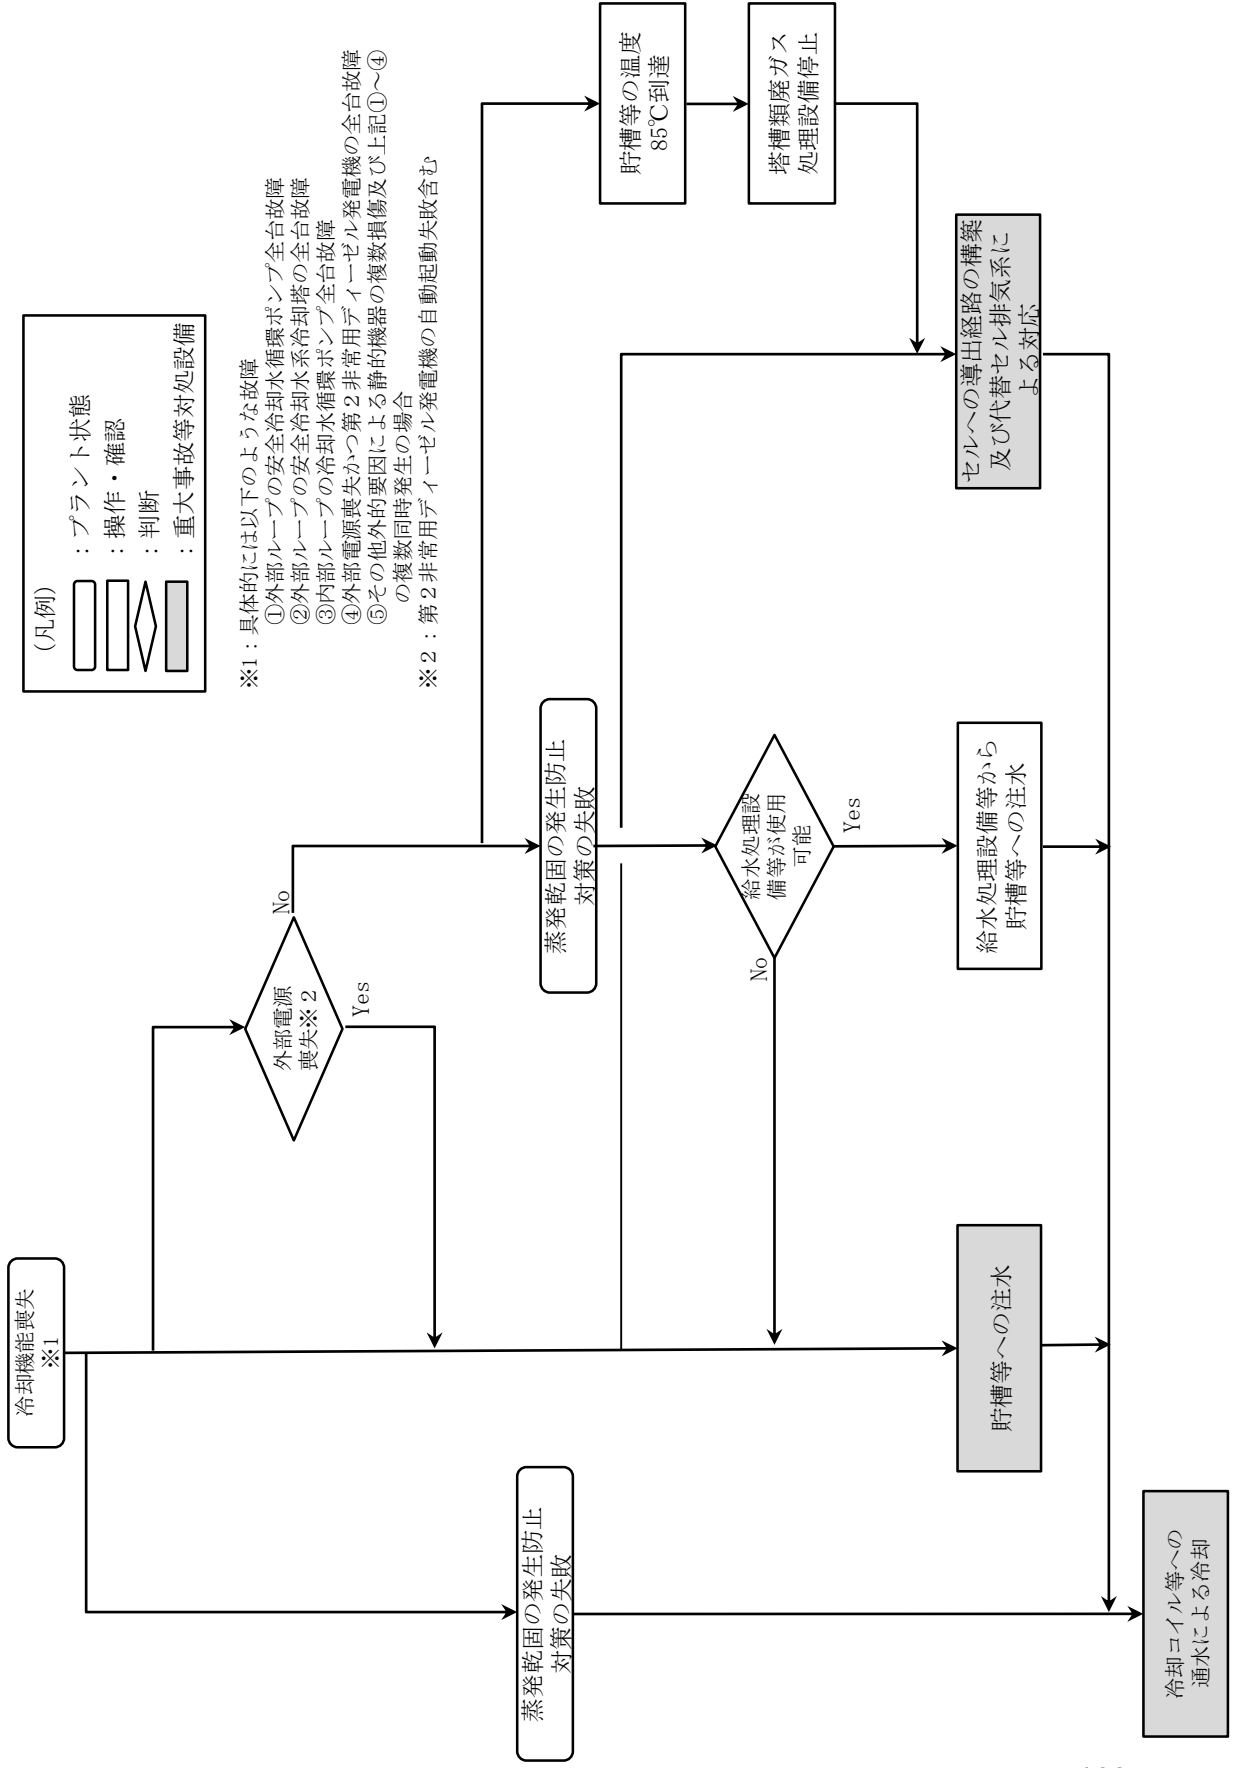 冷却機能喪失
※1
外部電源
喪失※２
No
Yes
蒸発乾固の発生防止
対策の失敗
蒸発乾固の発生防止
対策の失敗
給水処理設
備等が使用
可能
No
Yes
貯槽等の温度
85℃到達
塔槽類廃ガス
処理設備停止
冷却コイル等への
通水による冷却
貯槽等への注水
給水処理設備等から
貯槽等への注水
セルへの導出経路の構築
及び代替セル排気系に
よる対応
(凡例)
：プラント状態
：操作・確認
：判断
：重大事故等対処設備
※1：具体的には以下のような故障
①外部ループの安全冷却水循環ポンプ全台故障
②外部ループの安全冷却水系冷却塔の全台故障
③内部ループの冷却水循環ポンプ全台故障
④外部電源喪失かつ第２非常用ディーゼル発電機の全台故障
⑤その他外的要因による静的機器の複数損傷及び上記①～④
の複数同時発生の場合
※２：第２非常用ディーゼル発電機の自動起動失敗含む